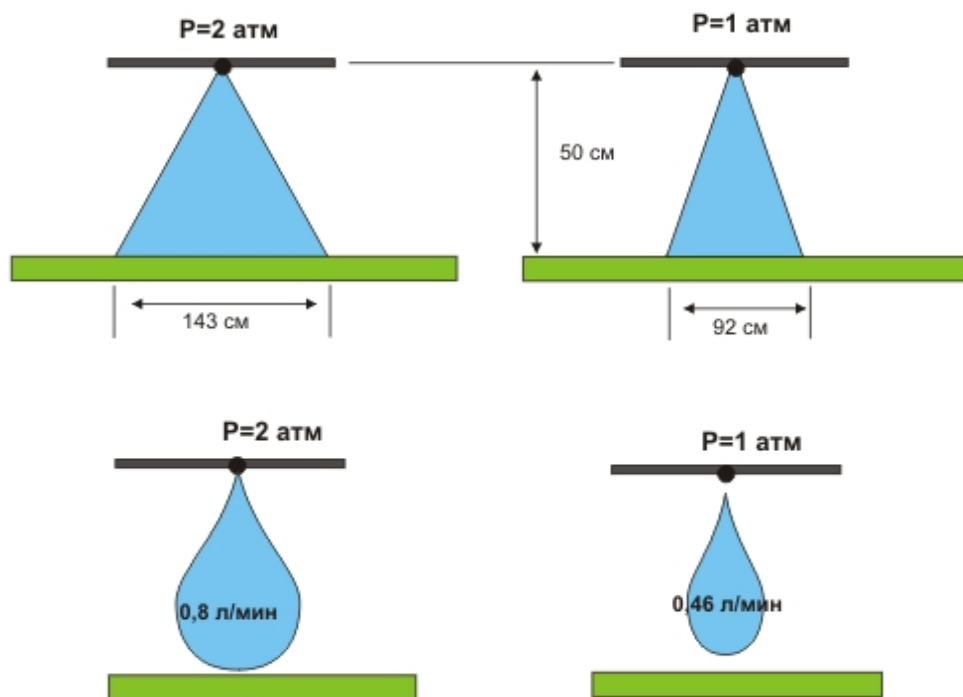 P=2 атм
P=1 атм
50 см
143 см
92 см
P=2 атм
P=1 атм
0,8 л/мин
0,46 л/мин